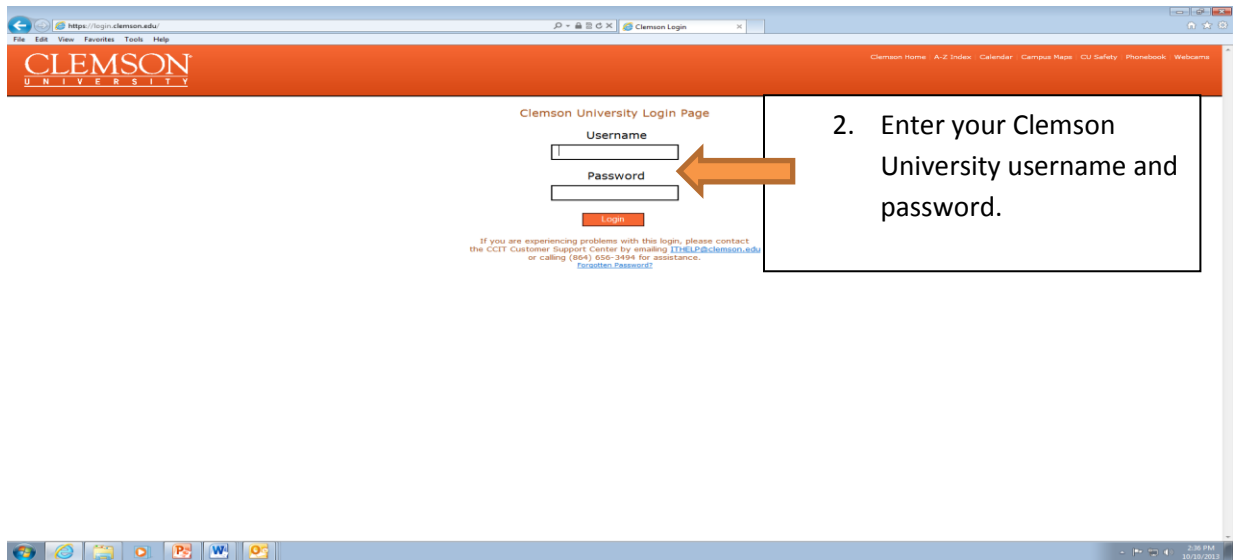 https://login.clemson.edu/
Clemson Login
File Edit View Favorites Tools Help
CLEMSON
UNIVERSITY
Clemson Home A-Z Index Calendar Campus Maps CU Safety Phonebook Webcams
Clemson University Login Page
Username
Password
Login
If you are experiencing problems with this login, please contact
the CCIT Customer Support Center by emailing ITHELP@clemson.edu
or calling (864) 656-3494 for assistance.
Forgotten Password?
2. Enter your Clemson
University username and
password.
2:36 PM
10/10/2013